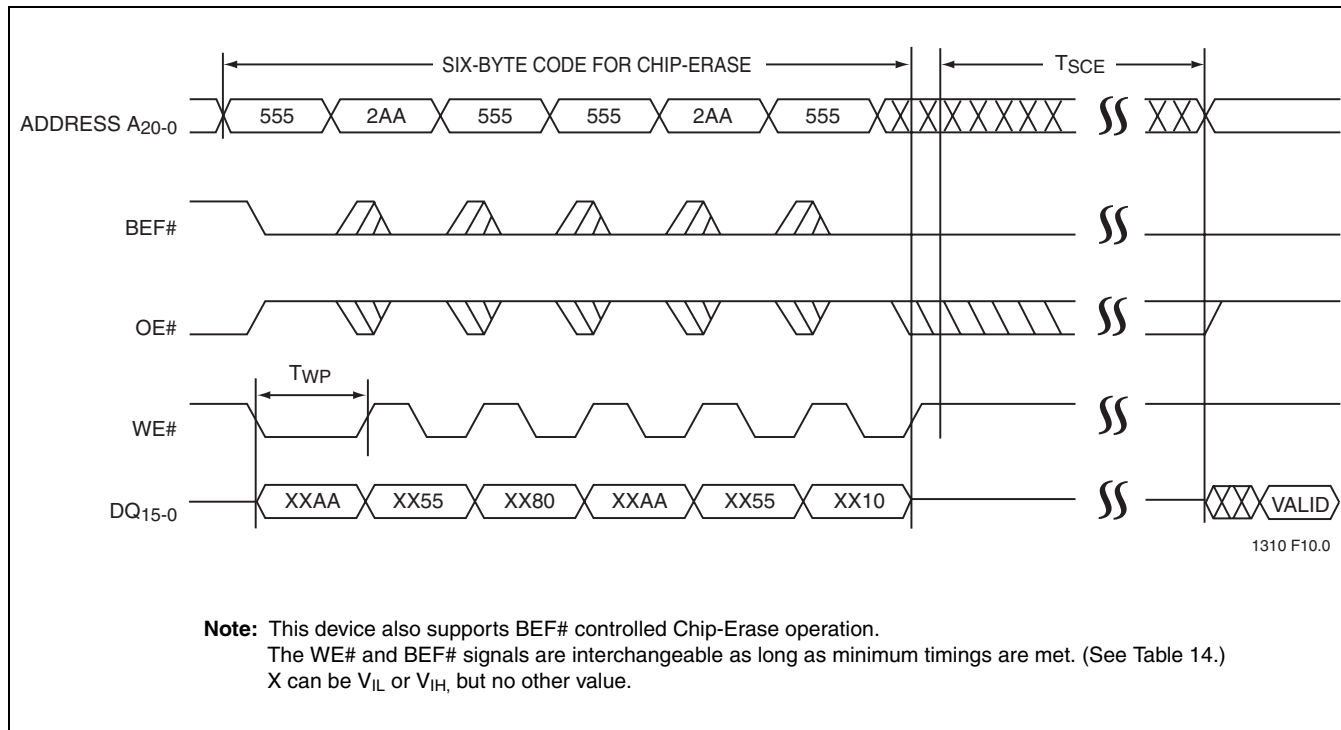 SIX-BYTE CODE FOR CHIP-ERASE
TSCE
ADDRESS A20-0
555
2AA
555
555
2AA
555
BEF#
OE#
TWP
WE#
DQ15-0
XXAA
XX55
XX80
XXAA
XX55
XX10
VALID
1310 F10.0
Note: This device also supports BEF# controlled Chip-Erase operation.
The WE# and BEF# signals are interchangeable as long as minimum timings are met. (See Table 14.)
X can be VIL or VIH, but no other value.